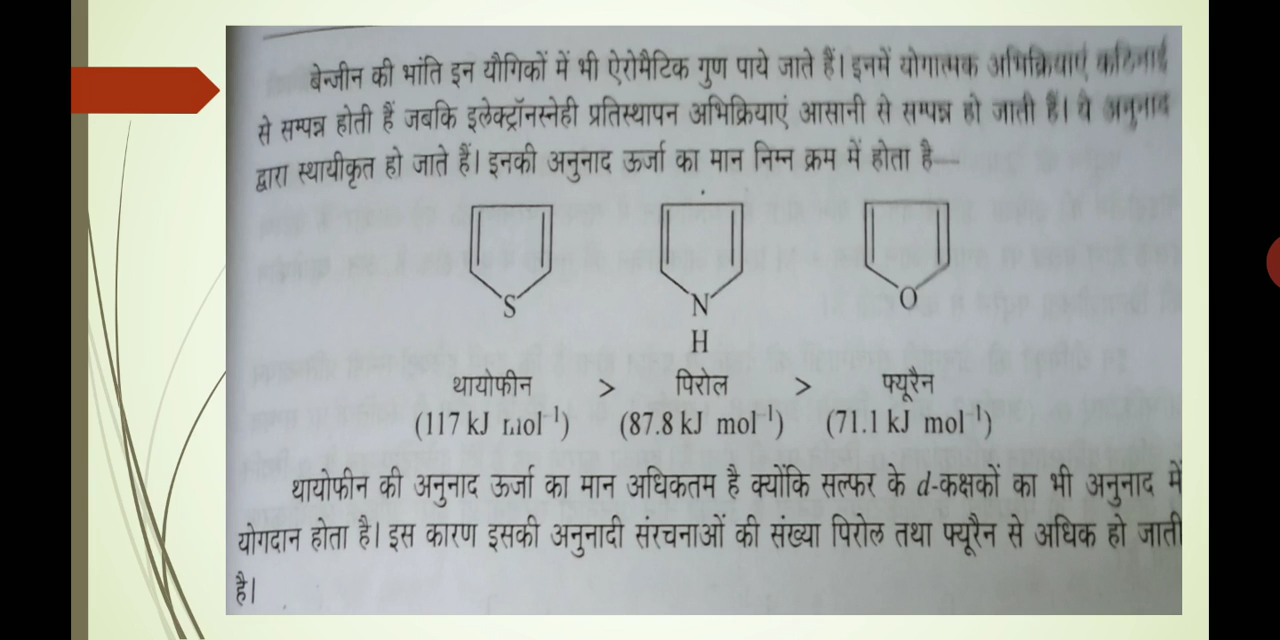 बेन्जीन की भांति इन यौगिकों में भी ऐरोमैटिक गुण पाये जाते हैं। इनमें योगात्मक अभिक्रियाएं कठिनाई
से सम्पन्न होती हैं जबकि इलेक्ट्रॉनस्नेही प्रतिस्थापन अभिक्रियाएं आसानी से सम्पन्न हो जाती हैं। ये अनुनाद
द्वारा स्थायीकृत हो जाते हैं। इनकी अनुनाद ऊर्जा का मान निम्न क्रम में होता है—
S N O
H
थायोफीन > पिरोल > फ्यूरैन
(117 kJ mol⁻¹) (87.8 kJ mol⁻¹) (71.1 kJ mol⁻¹)
थायोफीन की अनुनाद ऊर्जा का मान अधिकतम है क्योंकि सल्फर के d-कक्षकों का भी अनुनाद में
योगदान होता है। इस कारण इसकी अनुनादी संरचनाओं की संख्या पिरोल तथा फ्यूरैन से अधिक हो जाती
है।